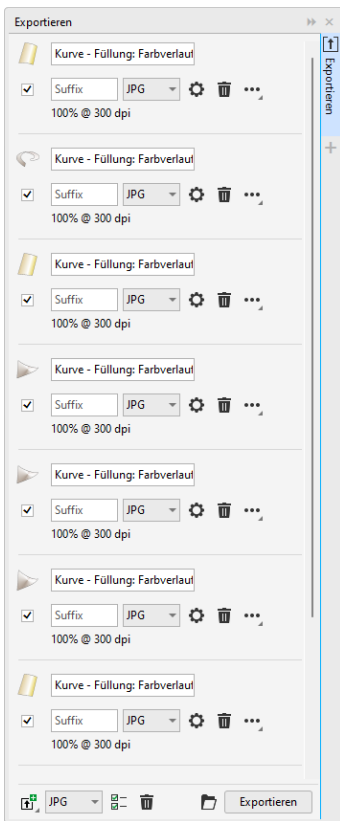 Exportieren
Exportieren
Kurve - Füllung: Farbverlauf
Suffix JPG
100% @ 300 dpi
Kurve - Füllung: Farbverlauf
Suffix JPG
100% @ 300 dpi
Kurve - Füllung: Farbverlauf
Suffix JPG
100% @ 300 dpi
Kurve - Füllung: Farbverlauf
Suffix JPG
100% @ 300 dpi
Kurve - Füllung: Farbverlauf
Suffix JPG
100% @ 300 dpi
Kurve - Füllung: Farbverlauf
Suffix JPG
100% @ 300 dpi
Kurve - Füllung: Farbverlauf
Suffix JPG
100% @ 300 dpi
JPG Exportieren